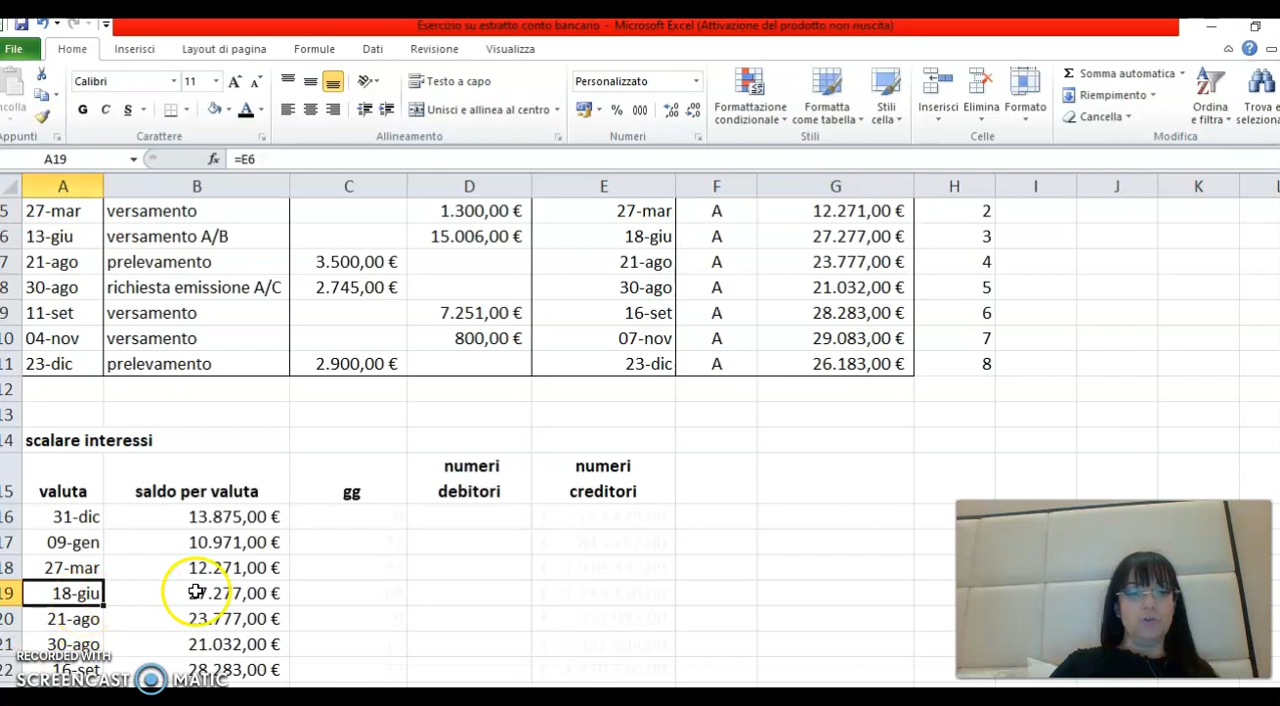 Esercizio su estratto conto bancario - Microsoft Excel (Attivazione del prodotto non riuscita)
File Home Inserisci Layout di pagina Formule Dati Revisione Visualizza
Calibri 11 Testo a capo Personalizzato Somma automatica
Riempimento
G C S Unisci e allinea al centro % 000 Formattazione condizionale Formatta come tabella Stili cella Inserisci Elimina Formato Cancella Ordina e filtra
Carattere Allineamento Numeri Stili Celle Modifica
A19 fx =E6
A B C D E F G H I J K
5 27-mar versamento 1.300,00 € 27-mar A 12.271,00 € 2
6 13-giu versamento A/B 15.006,00 € 18-giu A 27.277,00 € 3
7 21-ago prelevamento 3.500,00 € 21-ago A 23.777,00 € 4
8 30-ago richiesta emissione A/C 2.745,00 € 30-ago A 21.032,00 € 5
9 11-set versamento 7.251,00 € 16-set A 28.283,00 € 6
10 04-nov versamento 800,00 € 07-nov A 29.083,00 € 7
11 23-dic prelevamento 2.900,00 € 23-dic A 26.183,00 € 8
12
13
14 scalare interessi
15 valuta saldo per valuta gg numeri debitori numeri creditori
16 31-dic 13.875,00 €
17 09-gen 10.971,00 €
18 27-mar 12.271,00 €
19 18-giu 27.277,00 €
20 21-ago 23.777,00 €
21 30-ago 21.032,00 €
22 16-set 28.283,00 €
RECORDED WITH
SCREENCAST MATIC